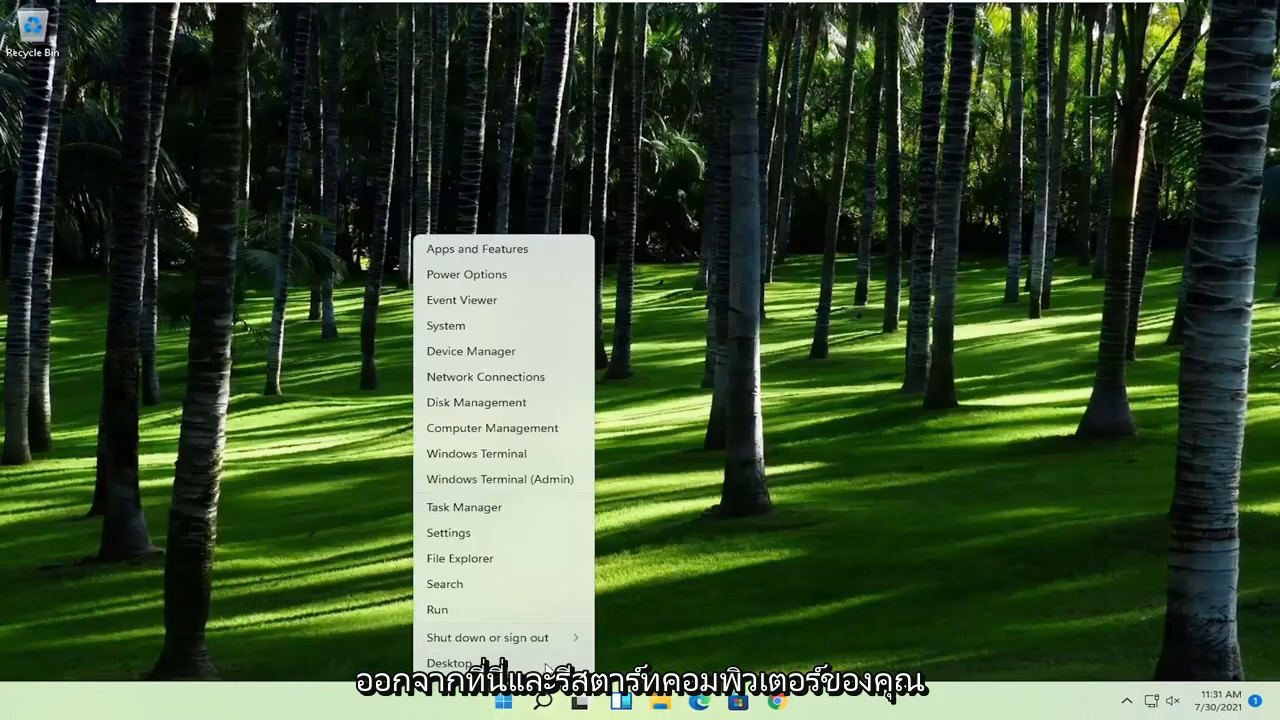 Recycle Bin
Apps and Features
Power Options
Event Viewer
System
Device Manager
Network Connections
Disk Management
Computer Management
Windows Terminal
Windows Terminal (Admin)
Task Manager
Settings
File Explorer
Search
Run
Shut down or sign out
Desktop
ออกจากที่นี่และรีสตาร์ทคอมพิวเตอร์ของคุณ
11:31 AM
7/30/2021
1